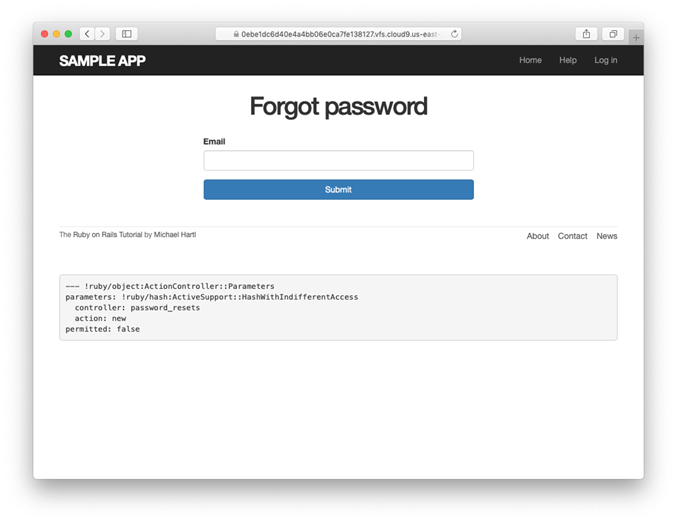 0ebe1dc6d40e4a4bb06e0ca7fe138127.vfs.cloud9.us-east-
SAMPLE APP Home Help Log in
Forgot password
Email
Submit
The Ruby on Rails Tutorial by Michael Hartl About Contact News
--- !ruby/object:ActionController::Parameters
parameters: !ruby/hash:ActiveSupport::HashWithIndifferentAccess
  controller: password_resets
  action: new
permitted: false